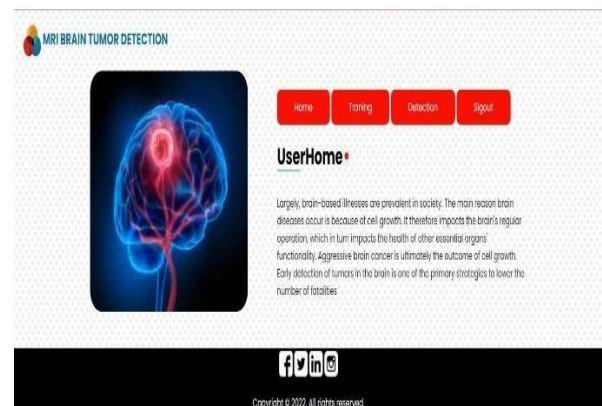 MRI BRAIN TUMOR DETECTION
Home
Traning
Detection
Sigout
UserHome
Largely, brain-based illnesses are prevalent in society. The main reason brain
diseases occur is because of cell growth. It therefore impacts the brain's regular
operation, which in turn impacts the health of other essential organs'
functionality. Aggressive brain cancer is ultimately the outcome of cell growth.
Early detection of tumors in the brain is one of the primary strategies to lower the
number of fatalities
Copyright © 2022. All rights reserved.